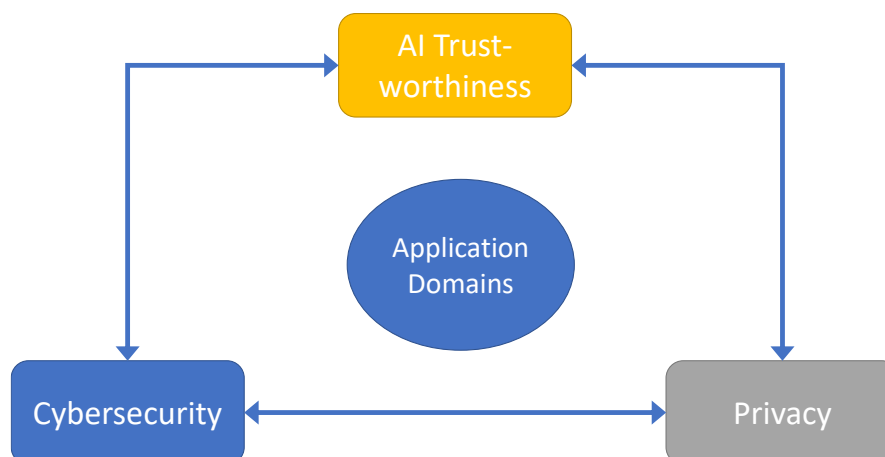 AI Trust-
worthiness
Application
Domains
Cybersecurity
Privacy